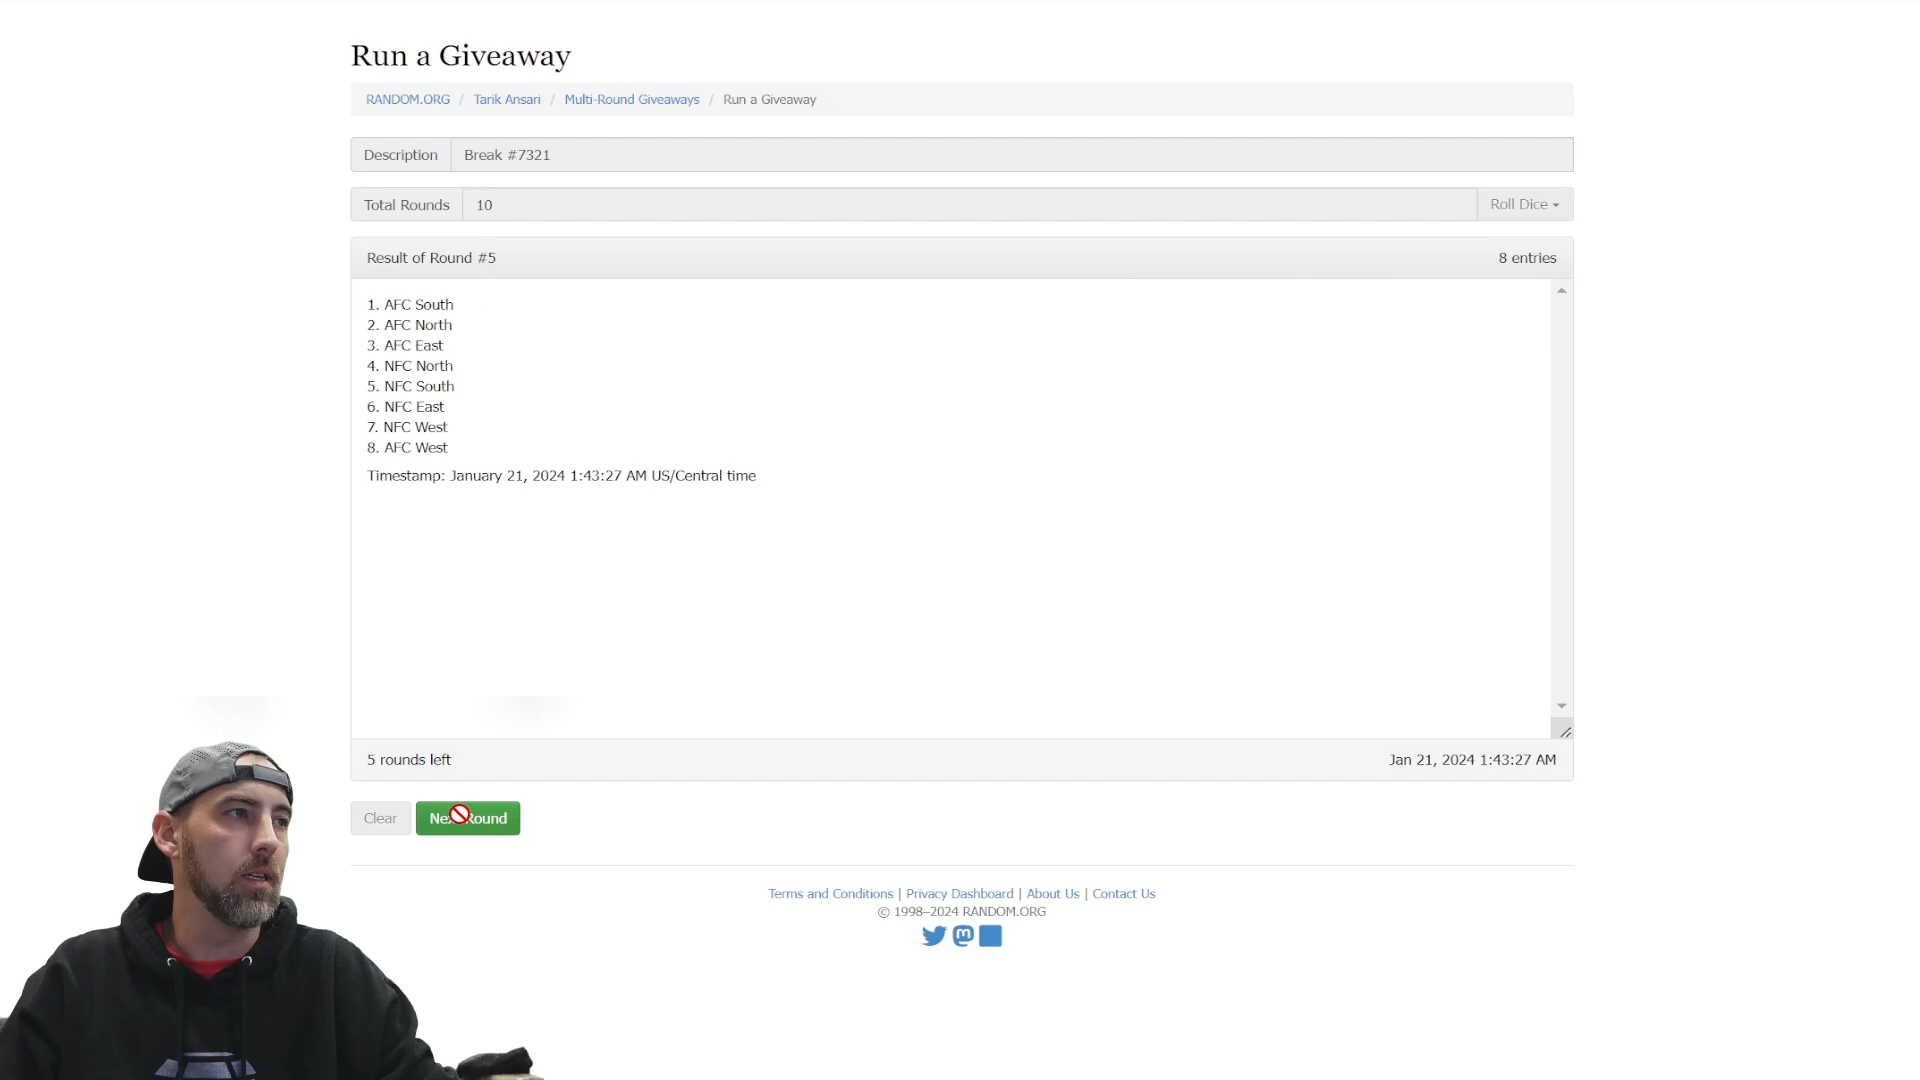 Run a Giveaway
RANDOM.ORG / Tarik Ansari / Multi-Round Giveaways / Run a Giveaway
Description Break #7321
Total Rounds 10 Roll Dice
Result of Round #5 8 entries
1. AFC South
2. AFC North
3. AFC East
4. NFC North
5. NFC South
6. NFC East
7. NFC West
8. AFC West
Timestamp: January 21, 2024 1:43:27 AM US/Central time
5 rounds left Jan 21, 2024 1:43:27 AM
Clear Next Round
Terms and Conditions | Privacy Dashboard | About Us | Contact Us
© 1998–2024 RANDOM.ORG